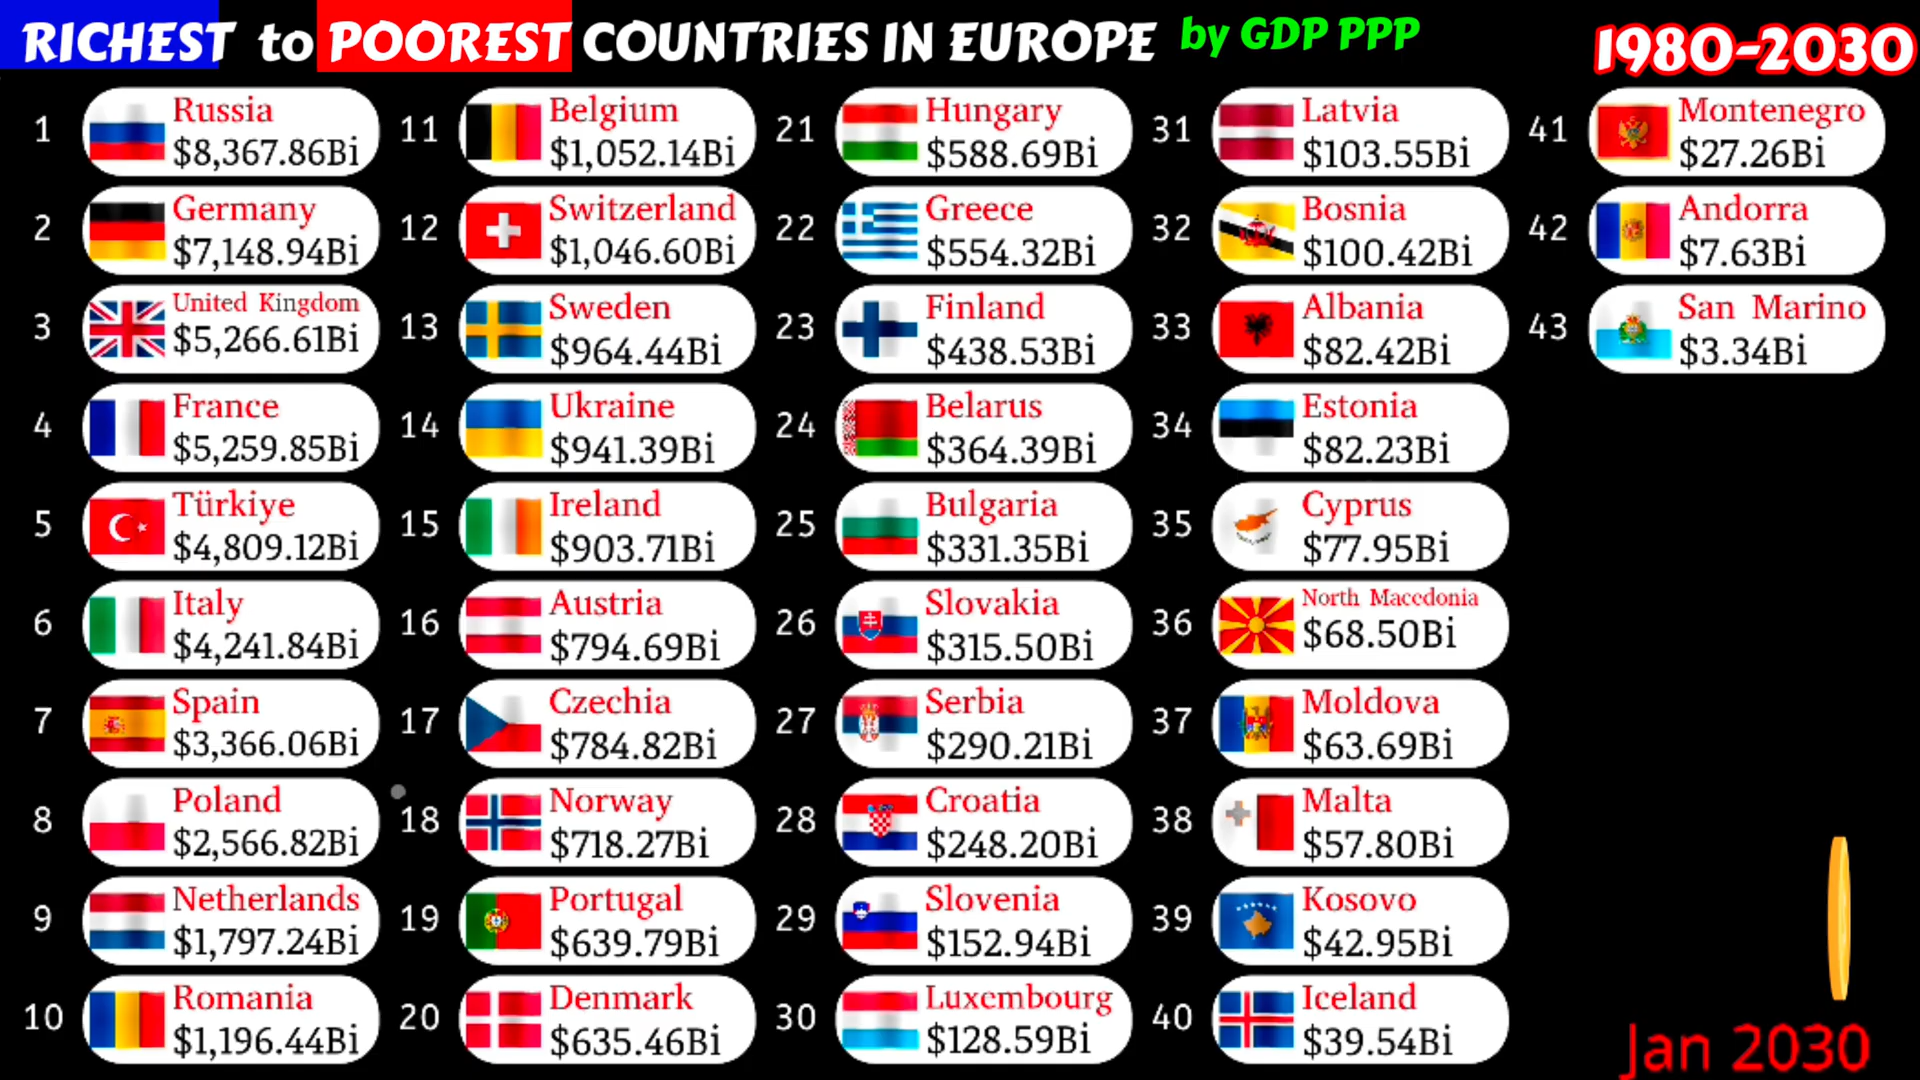 RICHEST to POOREST COUNTRIES IN EUROPE by GDP PPP
1980-2030
1 Russia
$8,367.86Bi
2 Germany
$7,148.94Bi
3 United Kingdom
$5,266.61Bi
4 France
$5,259.85Bi
5 Türkiye
$4,809.12Bi
6 Italy
$4,241.84Bi
7 Spain
$3,366.06Bi
8 Poland
$2,566.82Bi
9 Netherlands
$1,797.24Bi
10 Romania
$1,196.44Bi
11 Belgium
$1,052.14Bi
12 Switzerland
$1,046.60Bi
13 Sweden
$964.44Bi
14 Ukraine
$941.39Bi
15 Ireland
$903.71Bi
16 Austria
$794.69Bi
17 Czechia
$784.82Bi
18 Norway
$718.27Bi
19 Portugal
$639.79Bi
20 Denmark
$635.46Bi
21 Hungary
$588.69Bi
22 Greece
$554.32Bi
23 Finland
$438.53Bi
24 Belarus
$364.39Bi
25 Bulgaria
$331.35Bi
26 Slovakia
$315.50Bi
27 Serbia
$290.21Bi
28 Croatia
$248.20Bi
29 Slovenia
$152.94Bi
30 Luxembourg
$128.59Bi
31 Latvia
$103.55Bi
32 Bosnia
$100.42Bi
33 Albania
$82.42Bi
34 Estonia
$82.23Bi
35 Cyprus
$77.95Bi
36 North Macedonia
$68.50Bi
37 Moldova
$63.69Bi
38 Malta
$57.80Bi
39 Kosovo
$42.95Bi
40 Iceland
$39.54Bi
41 Montenegro
$27.26Bi
42 Andorra
$7.63Bi
43 San Marino
$3.34Bi
Jan 2030